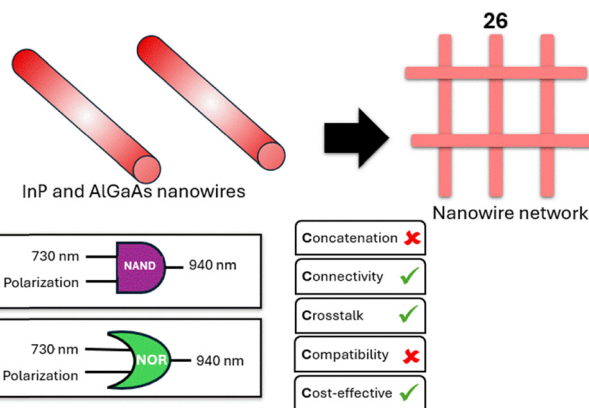 26
InP and AlGaAs nanowires
Nanowire network
730 nm
Polarization
NAND
940 nm
730 nm
Polarization
NOR
940 nm
Concatenation ✘
Connectivity ✓
Crosstalk ✓
Compatibility ✘
Cost-effective ✓